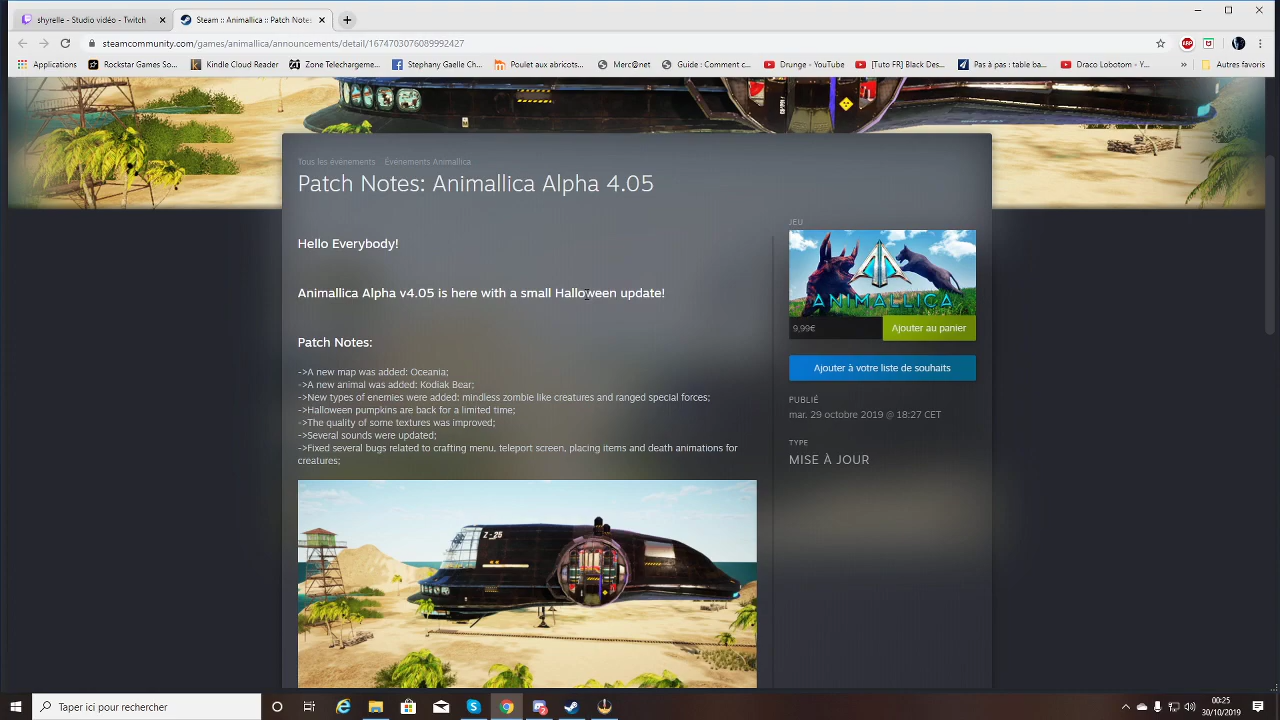 shyrelle - Studio vidéo - Twitch
Steam :: Animallica :: Patch Notes
steamcommunity.com/games/animallica/announcements/detail/1674703076089992427
Applications
Rockstar Games So...
Kindle Cloud Reader
Zone Telechargeme...
Stephany Gaulie Ch...
Poulet aux abricots...
Merc@net
Guide : Comment c...
Drunge - YouTube
[Tuto FR] Black Des...
Pas à pas : table ba...
Draco Lobotom - Y...
»
Autres favoris
Tous les événements
Événements Animallica
Patch Notes: Animallica Alpha 4.05
Hello Everybody!
Animallica Alpha v4.05 is here with a small Halloween update!
Patch Notes:
->A new map was added: Oceania;
->A new animal was added: Kodiak Bear;
->New types of enemies were added: mindless zombie like creatures and ranged special forces;
->Halloween pumpkins are back for a limited time;
->The quality of some textures was improved;
->Several sounds were updated;
->Fixed several bugs related to crafting menu, teleport screen, placing items and death animations for
creatures;
Z-25
JEU
ANIMALLICA
9,99€
Ajouter au panier
Ajouter à votre liste de souhaits
PUBLIÉ
mar. 29 octobre 2019 @ 18:27 CET
TYPE
MISE À JOUR
Taper ici pour rechercher
00:25
30/10/2019